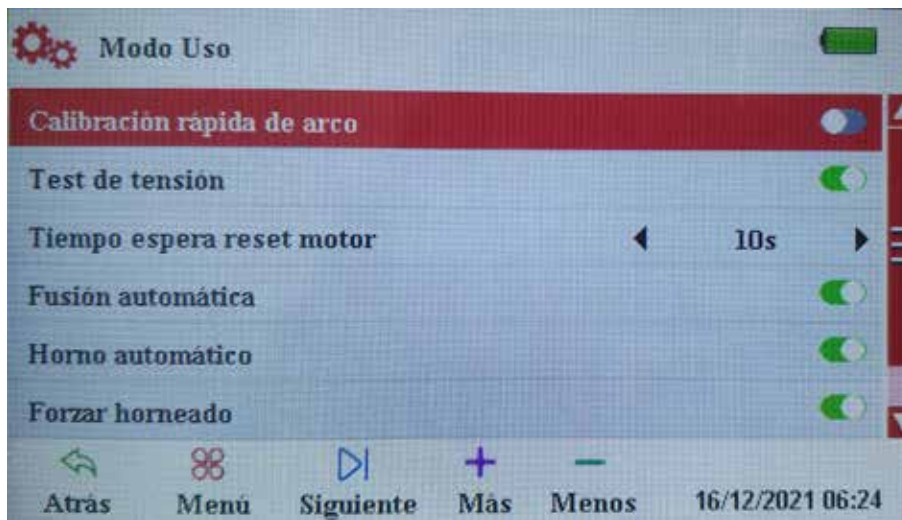 Modo Uso
Calibración rápida de arco
Test de tensión
Tiempo espera reset motor 10s
Fusión automática
Horno automático
Forzar horneado
Atrás Menú Siguiente Más Menos 16/12/2021 06:24